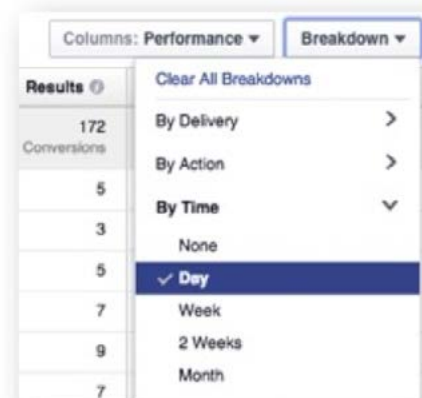 Columns: Performance ▾ Breakdown ▾
Results
Clear All Breakdowns
172
Conversions
By Delivery
By Action
5
By Time
3
None
5
✓ Day
7
Week
9
2 Weeks
7
Month